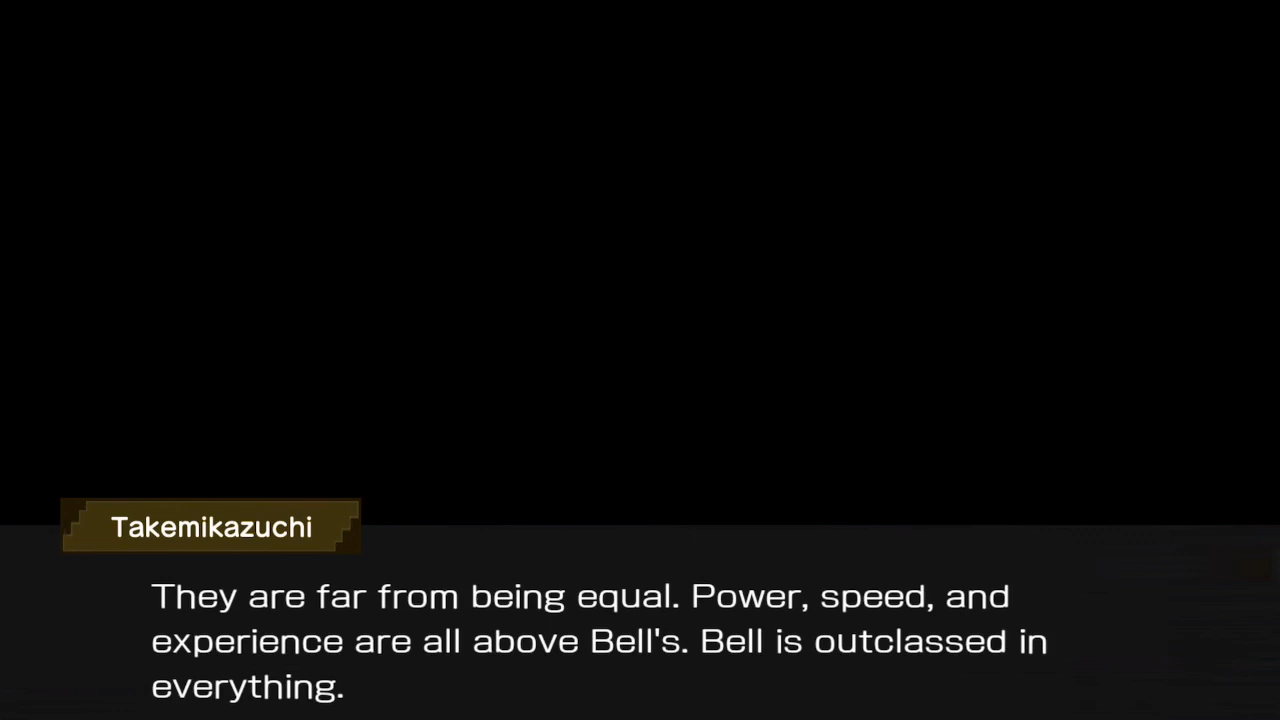 Takemikazuchi
They are far from being equal. Power, speed, and
experience are all above Bell's. Bell is outclassed in
everything.